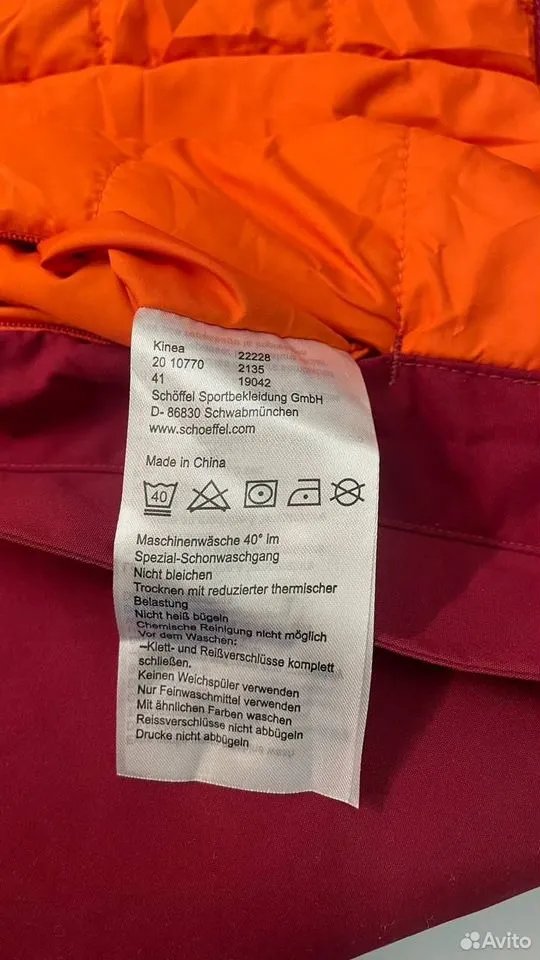 Kinea 22228
20 10770 2135
41 19042
Schöffel Sportbekleidung GmbH
D- 86830 Schwabmünchen
www.schoeffel.com
Made in China
40
Maschinenwäsche 40° Im
Spezial-Schonwaschgang
Nicht bleichen
Trocknen mit reduzierter thermischer
Belastung
Nicht heiß bügeln
Chemische Reinigung nicht möglich
Vor dem Waschen:
–Klett- und Reißverschlüsse komplett
schließen.
Keinen Weichspüler verwenden
Nur Feinwaschmittel verwenden
Mit ähnlichen Farben waschen
Reissverschlüsse nicht abbügeln
Drucke nicht abbügeln
Avito